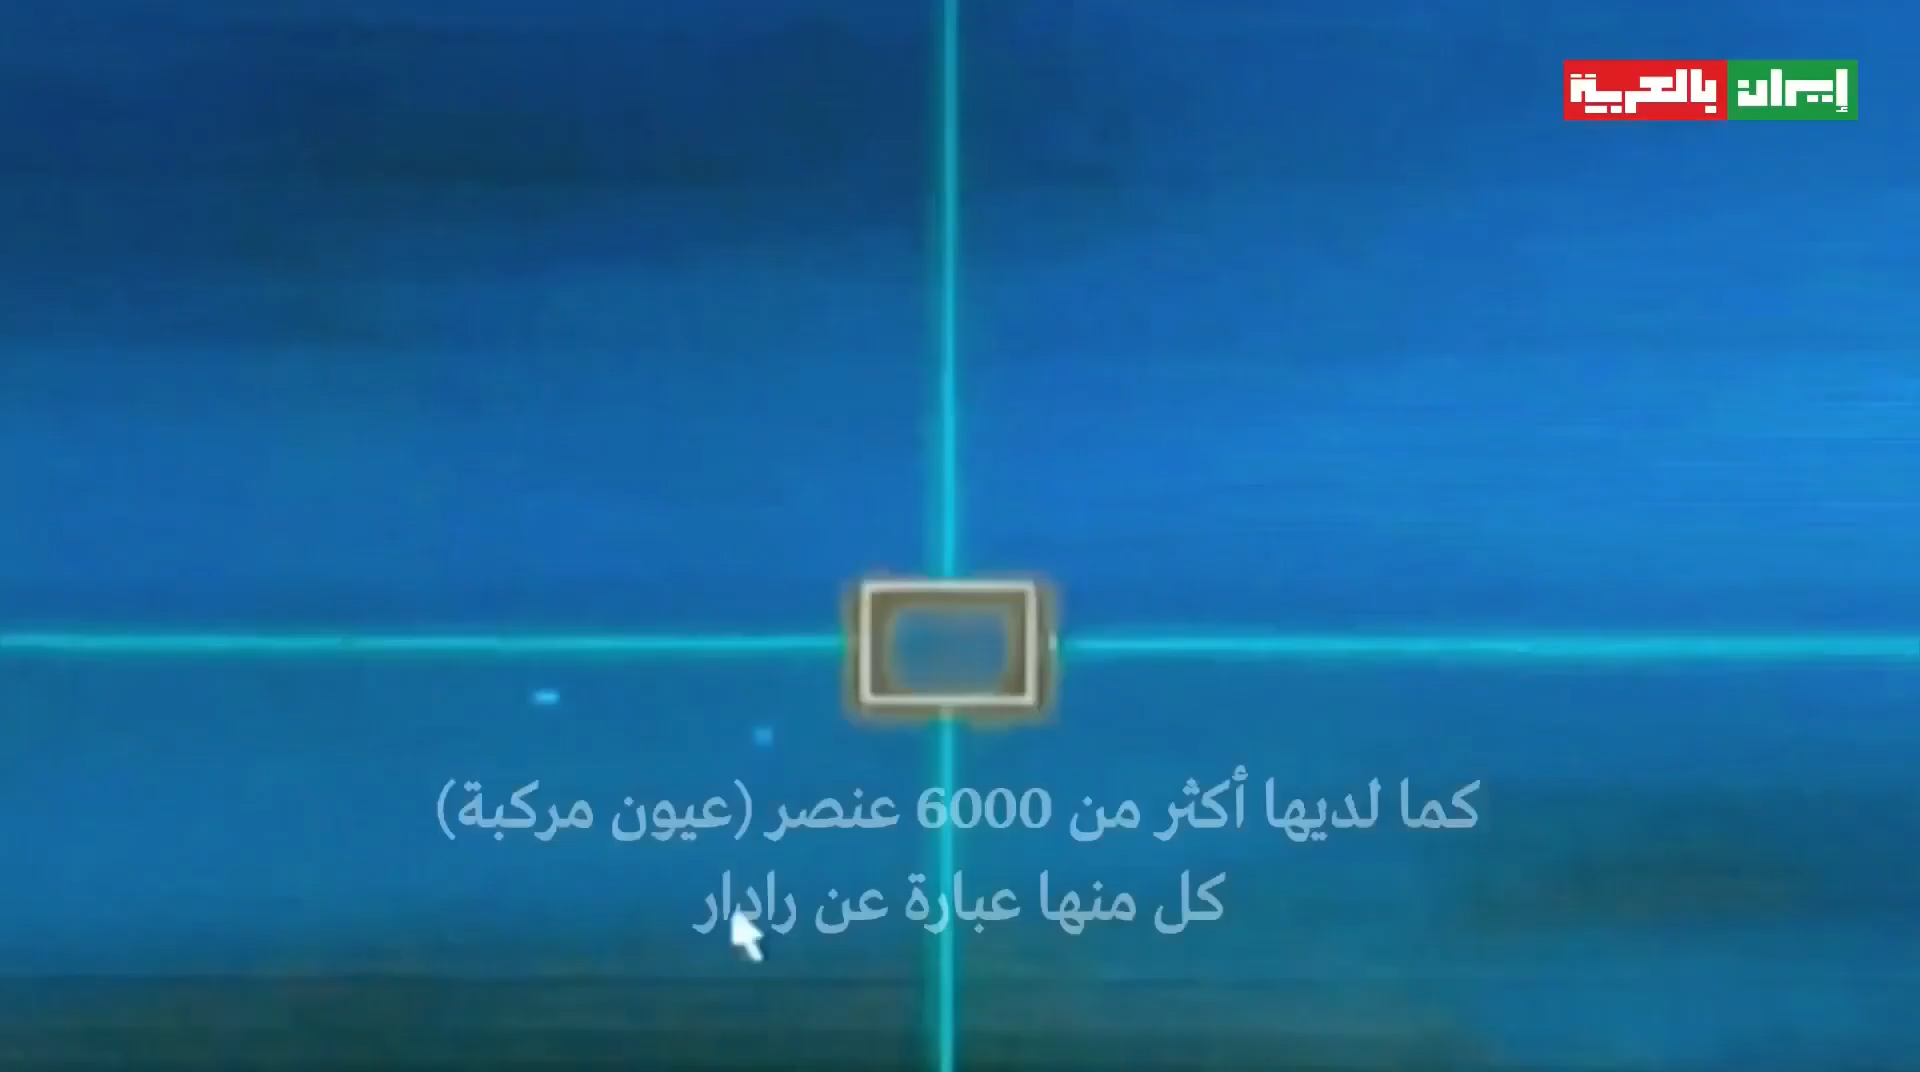 إيران بالعربية
كما لديها أكثر من 6000 عنصر (عيون مركبة)
كل منها عبارة عن رادار